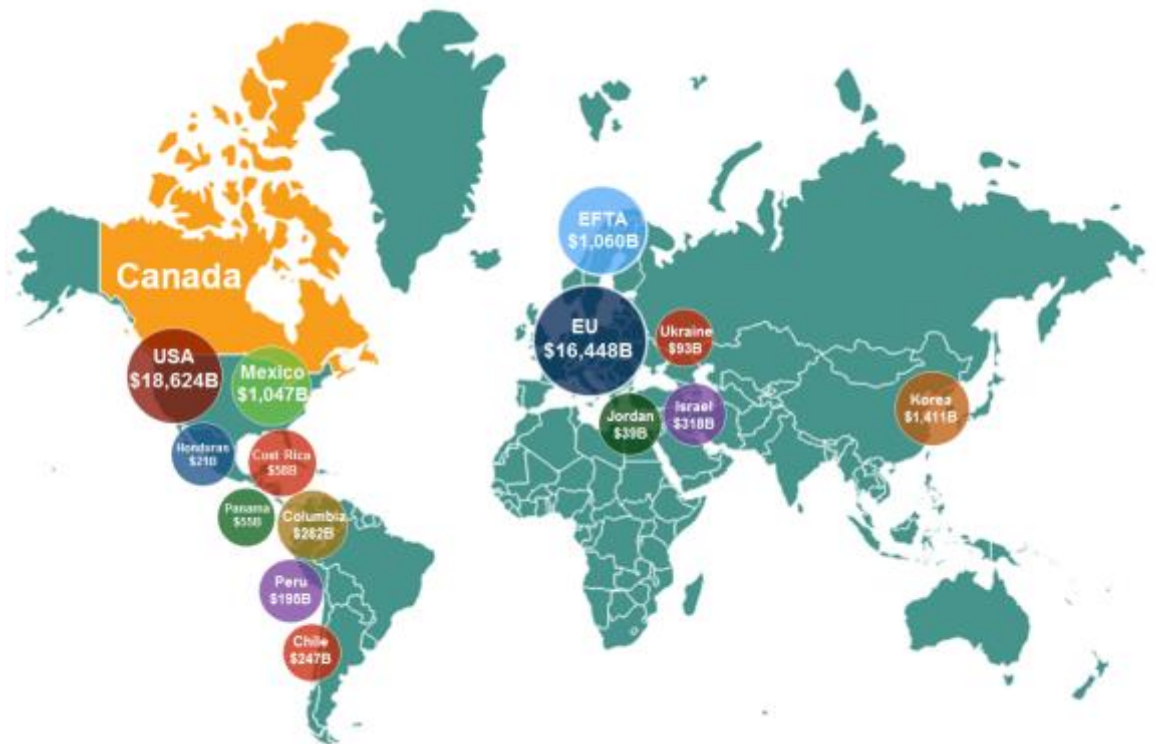 EFTA
$1,060B
Canada
EU
$16,448B
Ukraine
$93B
USA
$18,624B
Mexico
$1,047B
Korea
$1,411B
Jordan
$39B
Israel
$318B
Honduras
$21B
Cost Rica
$58B
Panama
$55B
Columbia
$282B
Peru
$195B
Chile
$247B